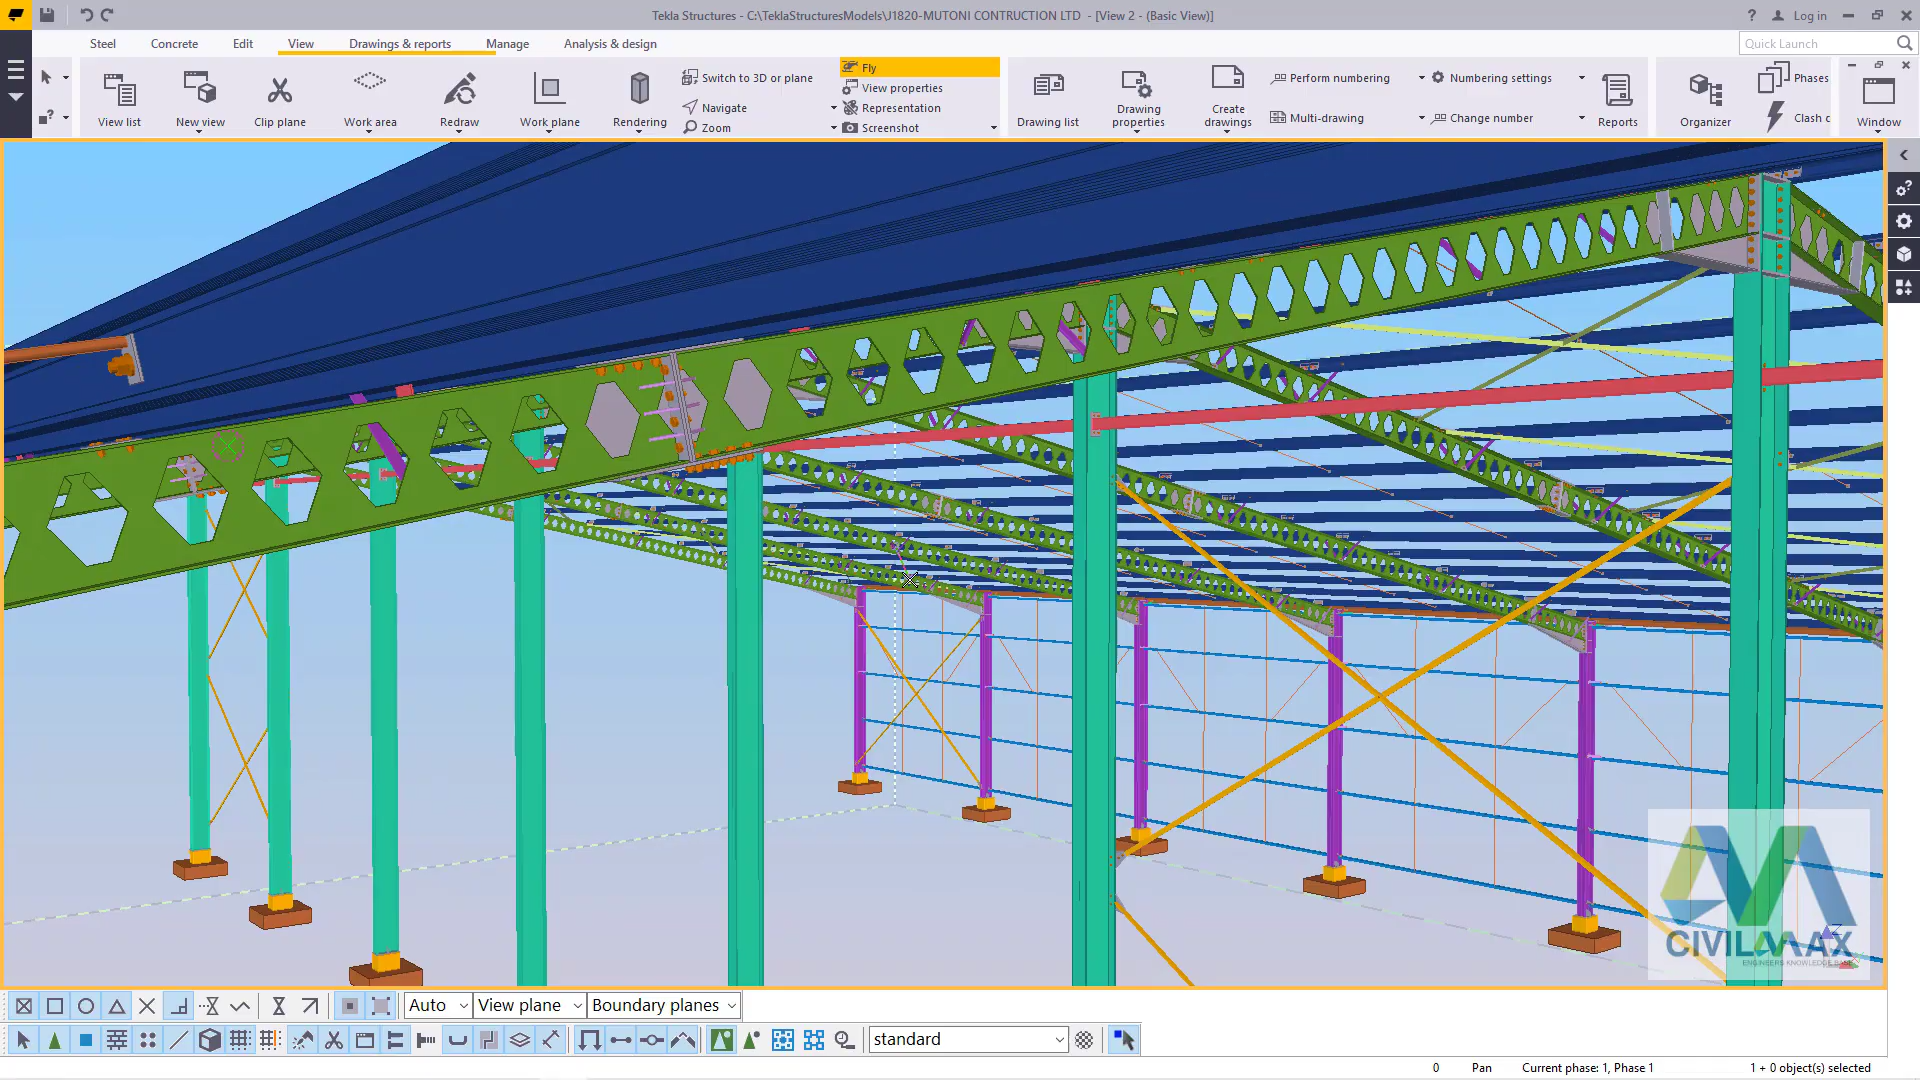 Tekla Structures - C:\TeklaStructuresModels\J1820-MUTONI CONTRUCTION LTD - [View 2 - (Basic View)]
? Log in
Steel Concrete Edit View Drawings & reports Manage Analysis & design
Quick Launch
View list
New view
Clip plane
Work area
Redraw
Work plane
Rendering
Switch to 3D or plane
Navigate
Zoom
Fly
View properties
Representation
Screenshot
Drawing list
Drawing properties
Create drawings
Perform numbering
Multi-drawing
Numbering settings
Change number
Reports
Organizer
Phases
Clash c
Window
CIVILMAX
Auto View plane Boundary planes
standard
0 Pan Current phase: 1, Phase 1 1 + 0 object(s) selected